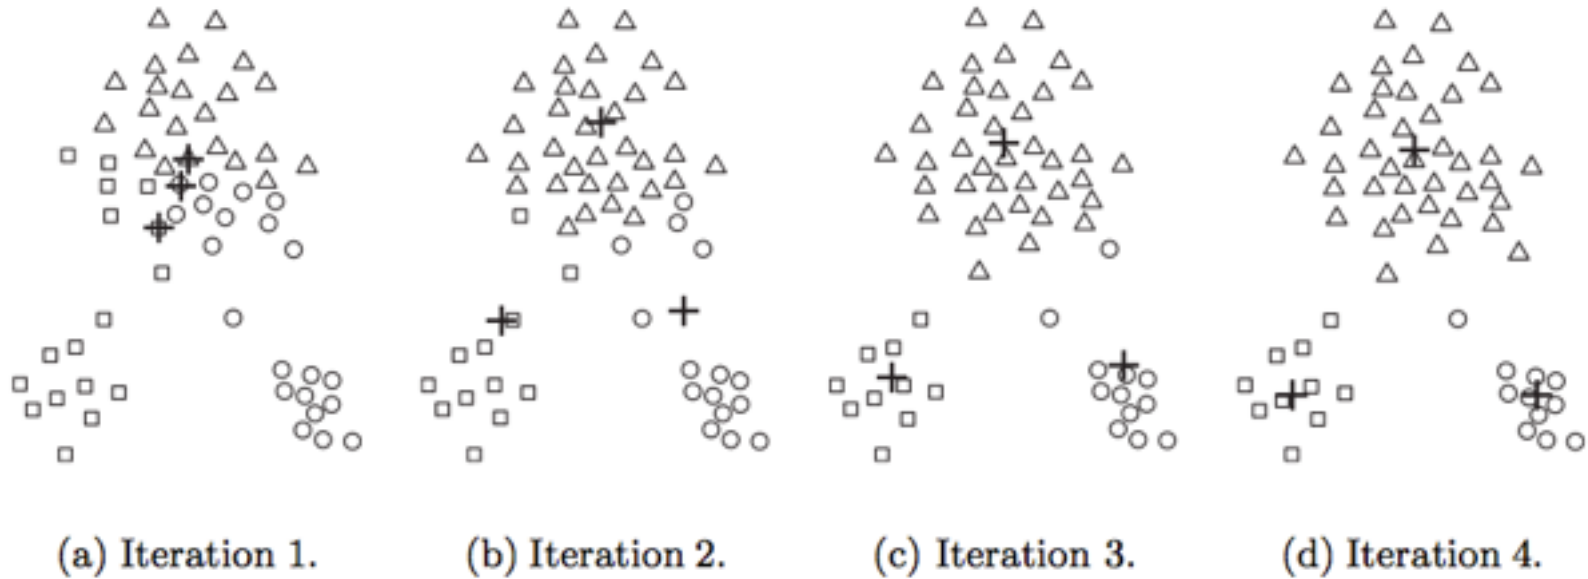 (a) Iteration 1.
(b) Iteration 2.
(c) Iteration 3.
(d) Iteration 4.